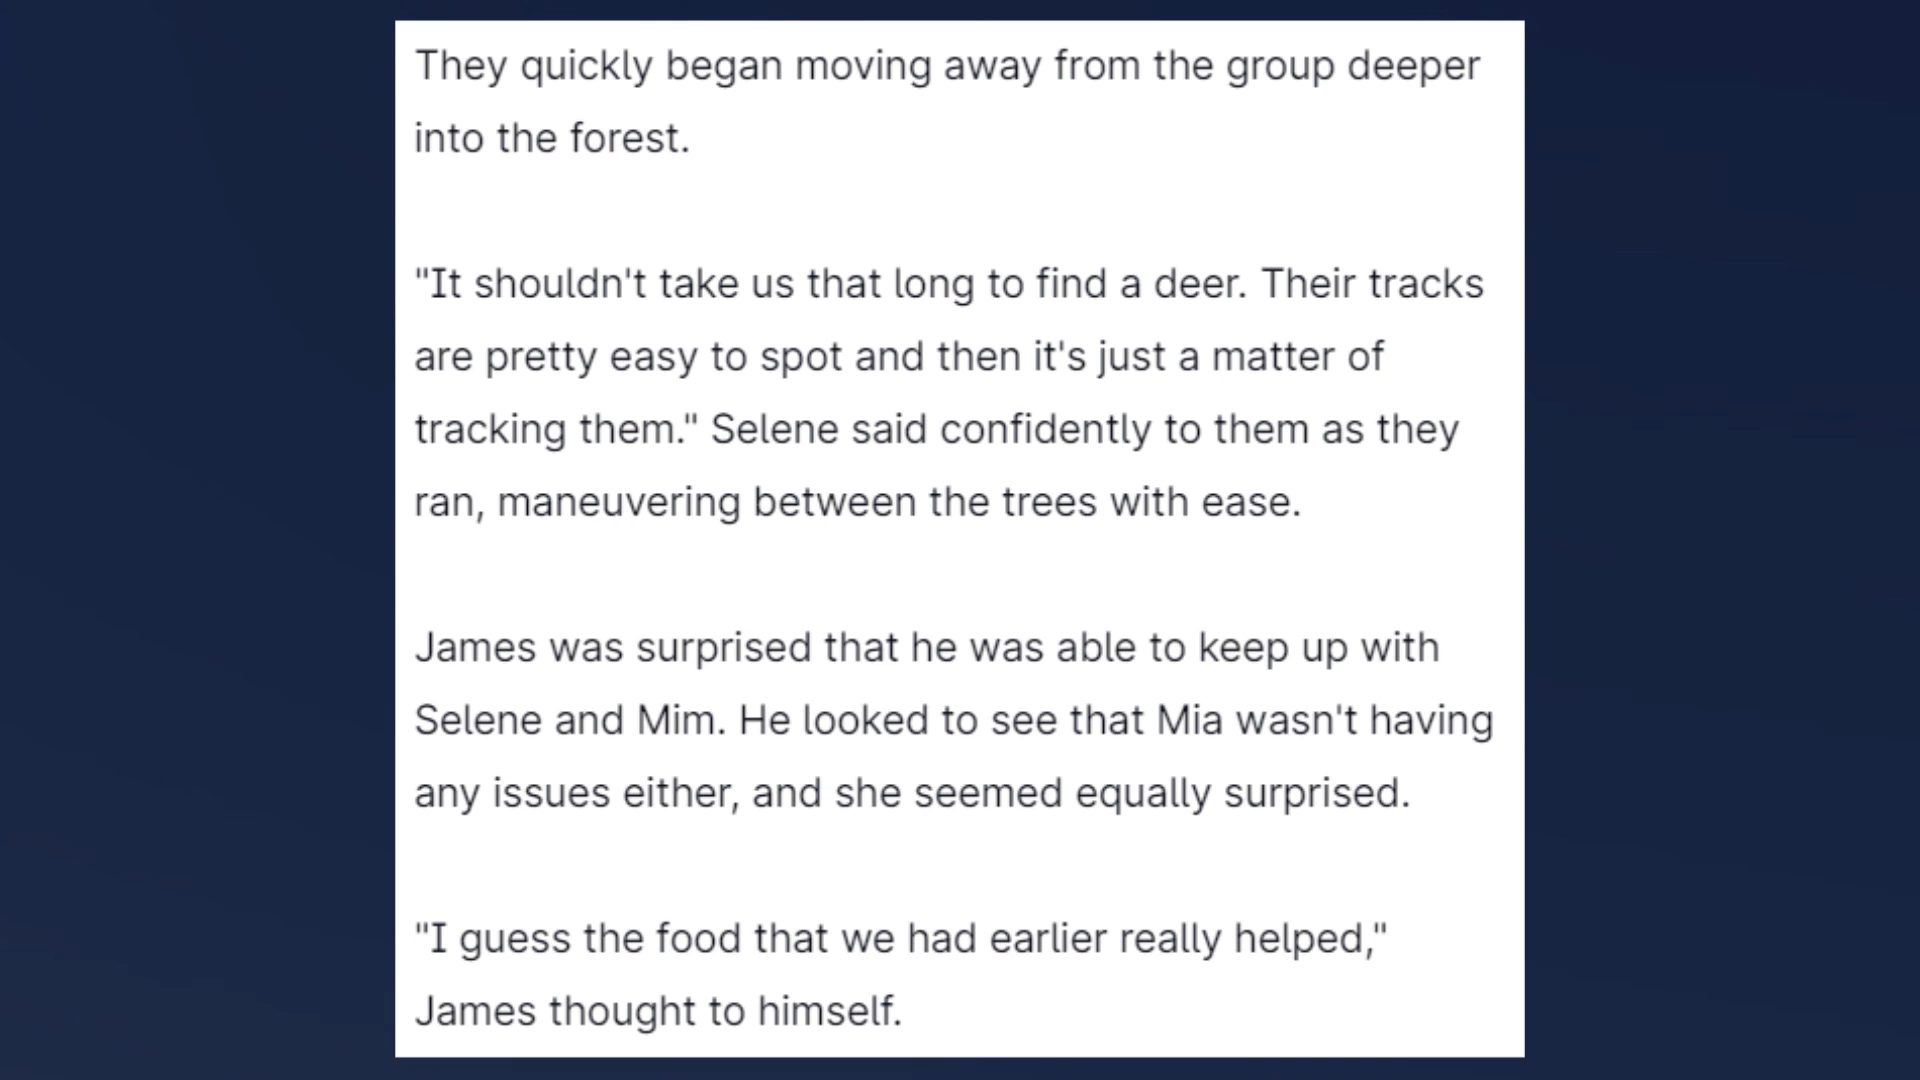 They quickly began moving away from the group deeper
into the forest.
"It shouldn't take us that long to find a deer. Their tracks
are pretty easy to spot and then it's just a matter of
tracking them." Selene said confidently to them as they
ran, maneuvering between the trees with ease.
James was surprised that he was able to keep up with
Selene and Mim. He looked to see that Mia wasn't having
any issues either, and she seemed equally surprised.
"I guess the food that we had earlier really helped,"
James thought to himself.